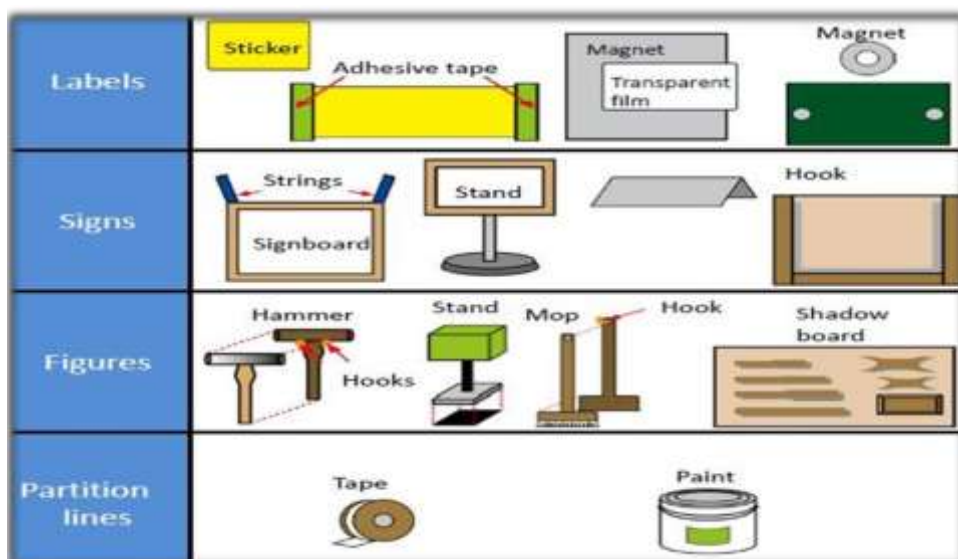 Labels
Sticker
Adhesive tape
Magnet
Transparent
film
Magnet
Signs
Strings
Signboard
Stand
Hook
Figures
Hammer
Hooks
Stand
Mop
Hook
Shadow
board
Partition
lines
Tape
Paint